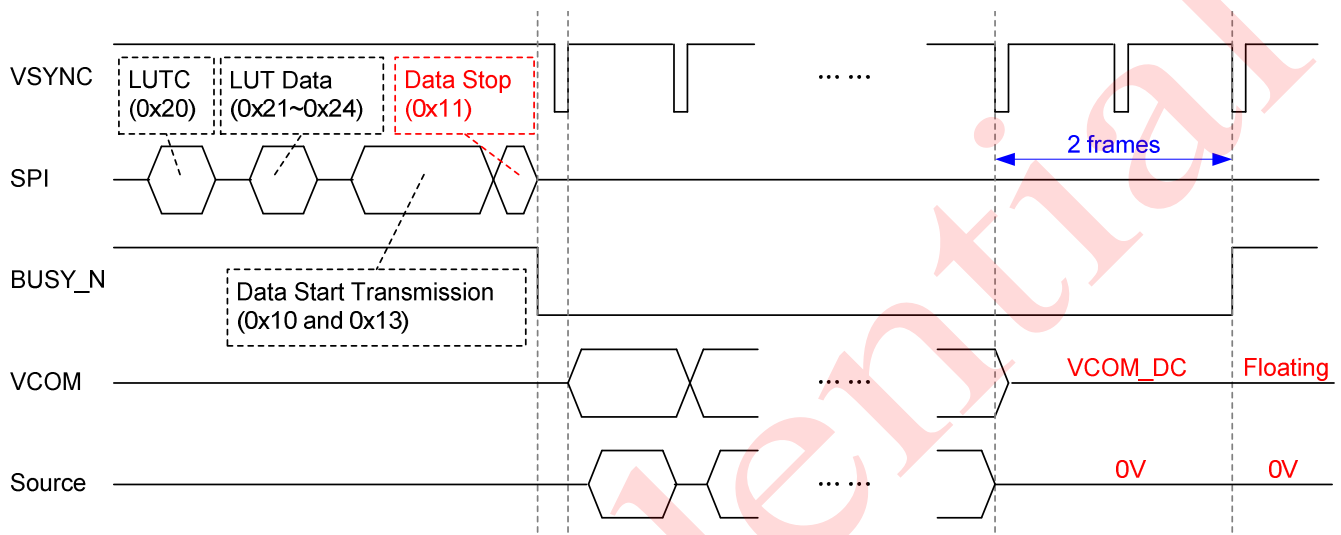 VSYNC
LUTC
(0x20)
LUT Data
(0x21~0x24)
Data Stop
(0x11)
... ...
2 frames
SPI
BUSY_N
Data Start Transmission
(0x10 and 0x13)
VCOM
... ...
VCOM_DC
Floating
Source
... ...
0V
0V
dential